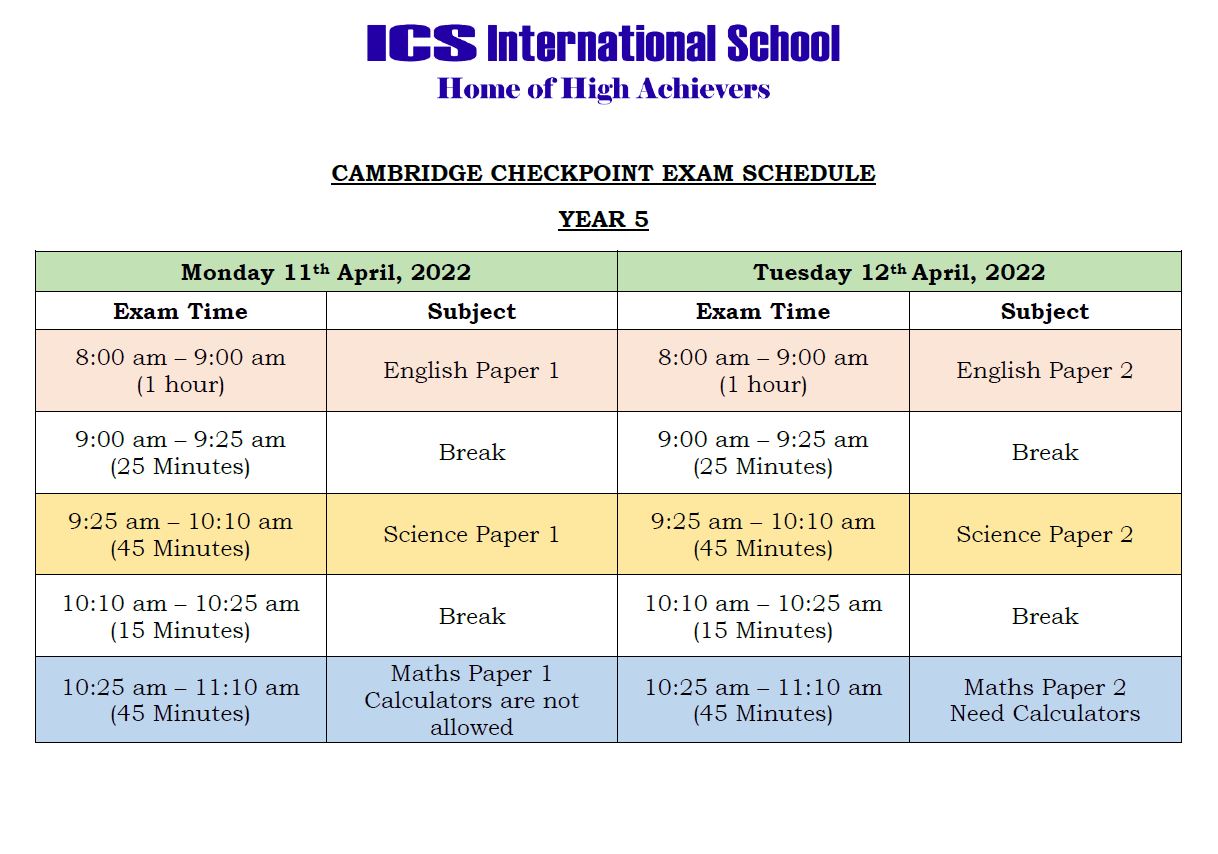 ICS International School
Home of High Achievers
CAMBRIDGE CHECKPOINT EXAM SCHEDULE
YEAR 5
Monday 11th April, 2022
Tuesday 12th April, 2022
Exam Time
Subject
Exam Time
Subject
8:00 am – 9:00 am
(1 hour)
English Paper 1
8:00 am – 9:00 am
(1 hour)
English Paper 2
9:00 am – 9:25 am
(25 Minutes)
Break
9:00 am – 9:25 am
(25 Minutes)
Break
9:25 am – 10:10 am
(45 Minutes)
Science Paper 1
9:25 am – 10:10 am
(45 Minutes)
Science Paper 2
10:10 am – 10:25 am
(15 Minutes)
Break
10:10 am – 10:25 am
(15 Minutes)
Break
10:25 am – 11:10 am
(45 Minutes)
Maths Paper 1
Calculators are not
allowed
10:25 am – 11:10 am
(45 Minutes)
Maths Paper 2
Need Calculators